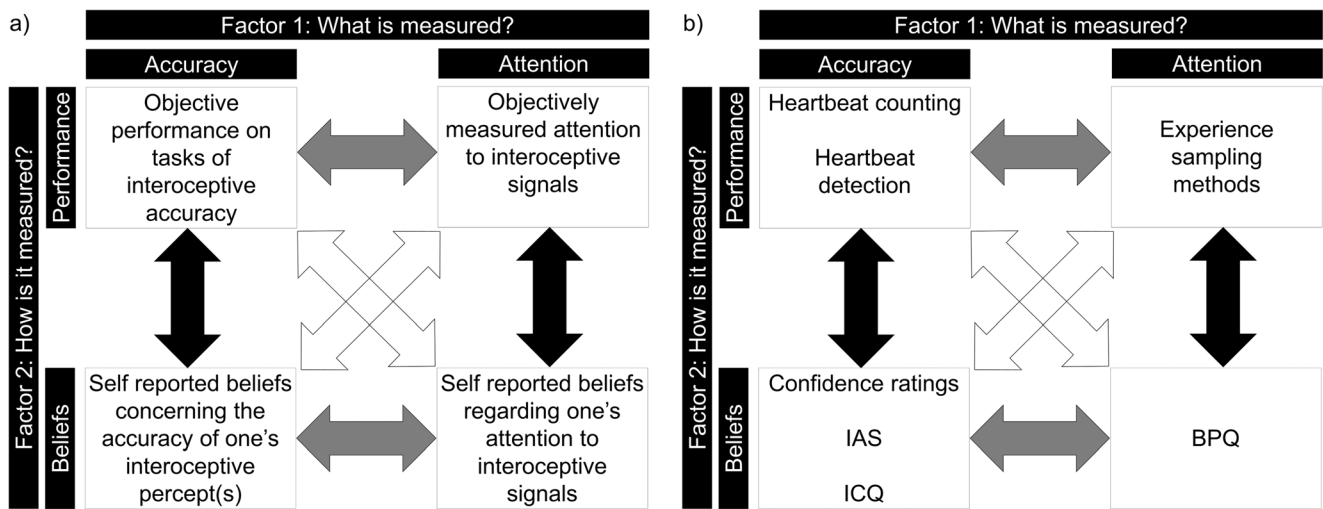 a)
Factor 1: What is measured?
Accuracy
Attention
Factor 2: How is it measured?
Performance
Objective
performance on
tasks of
interoceptive
accuracy
Objectively
measured attention
to interoceptive
signals
Beliefs
Self reported beliefs
concerning the
accuracy of one's
interoceptive
percept(s)
Self reported beliefs
regarding one's
attention to
interoceptive
signals
b)
Factor 1: What is measured?
Accuracy
Attention
Factor 2: How is it measured?
Performance
Heartbeat counting
Heartbeat
detection
Experience
sampling
methods
Beliefs
Confidence ratings
IAS
ICQ
BPQ